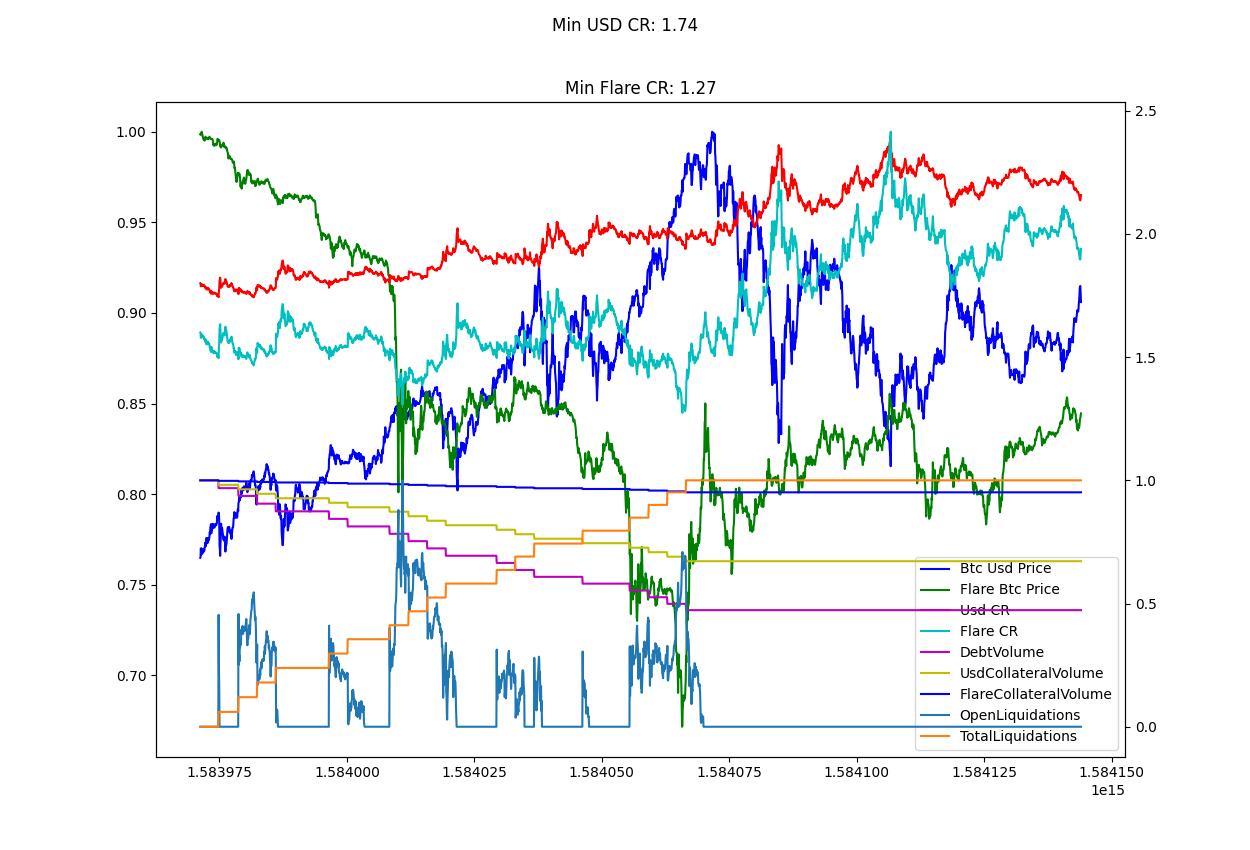 Min USD CR: 1.74
Min Flare CR: 1.27
1.00
0.95
0.90
0.85
0.80
0.75
0.70
2.5
2.0
1.5
1.0
0.5
0.0
Btc Usd Price
Flare Btc Price
Usd CR
Flare CR
DebtVolume
UsdCollateralVolume
FlareCollateralVolume
OpenLiquidations
TotalLiquidations
1.583975 1.584000 1.584025 1.584050 1.584075 1.584100 1.584125 1.584150
1e15